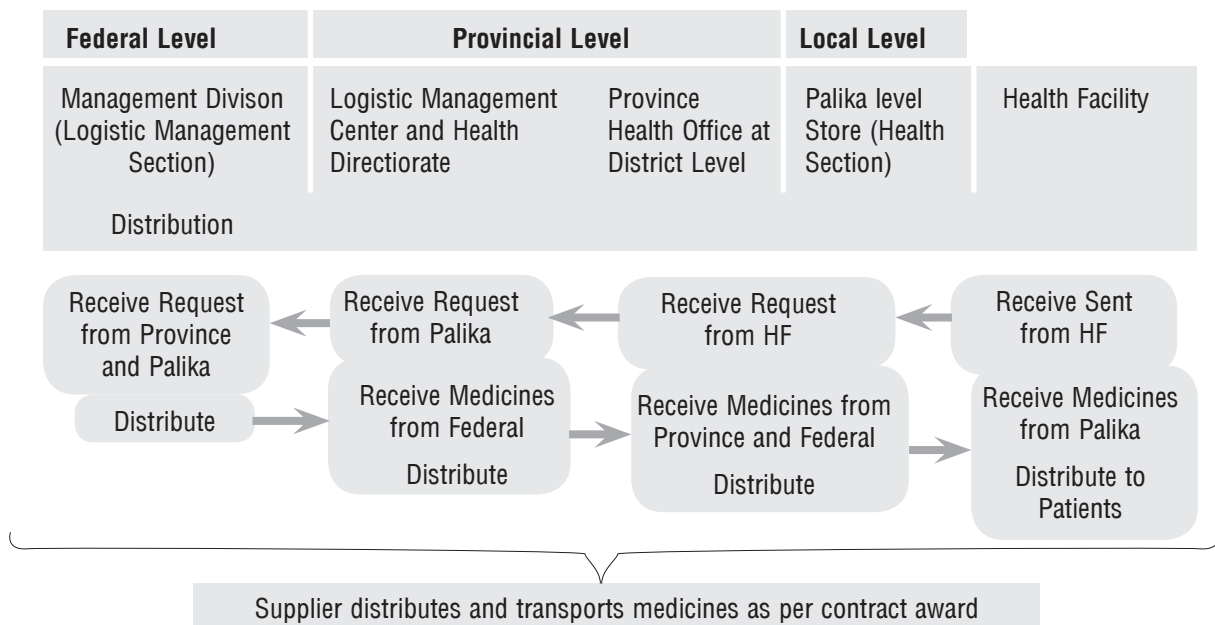 Federal Level
Provincial Level
Local Level
Management Divison
(Logistic Management
Section)
Logistic Management
Center and Health
Directiorate
Province
Health Office at
District Level
Palika level
Store (Health
Section)
Health Facility
Distribution
Receive Request
from Province
and Palika
Receive Request
from Palika
Receive Request
from HF
Receive Sent
from HF
Distribute
Receive Medicines
from Federal
Distribute
Receive Medicines from
Province and Federal
Distribute
Receive Medicines
from Palika
Distribute to
Patients
Supplier distributes and transports medicines as per contract award